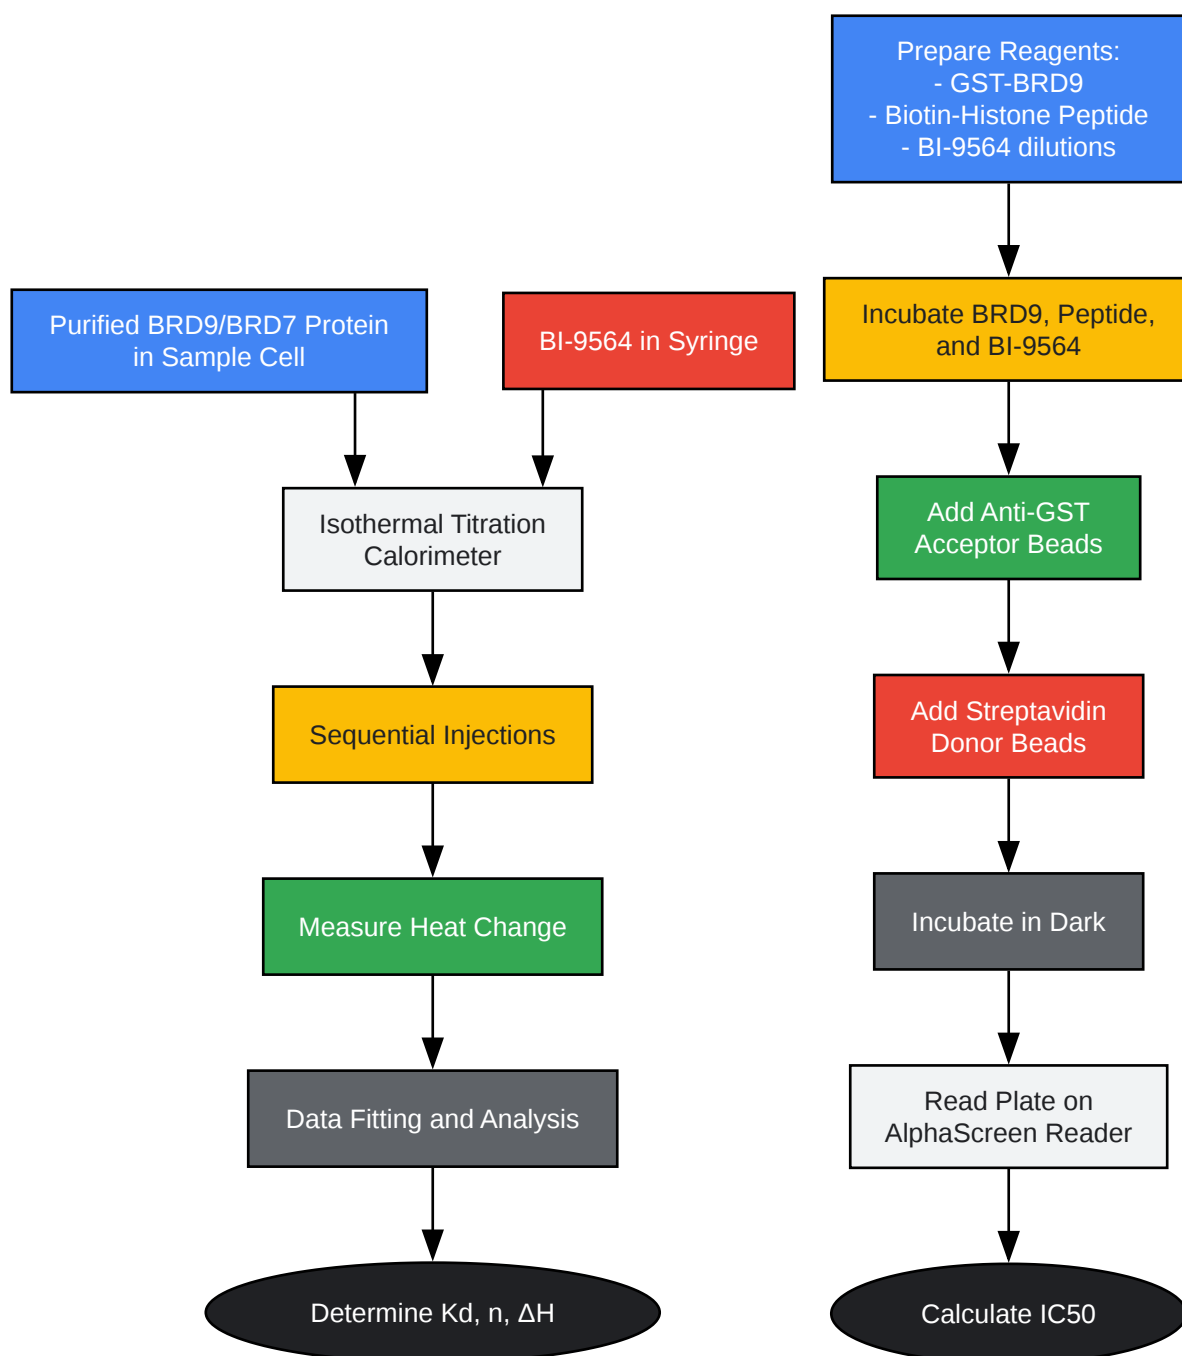 Purified BRD9/BRD7 Protein
in Sample Cell
BI-9564 in Syringe
Isothermal Titration
Calorimeter
Sequential Injections
Measure Heat Change
Data Fitting and Analysis
Determine Kd, n, ΔH
Prepare Reagents:
- GST-BRD9
- Biotin-Histone Peptide
- BI-9564 dilutions
Incubate BRD9, Peptide,
and BI-9564
Add Anti-GST
Acceptor Beads
Add Streptavidin
Donor Beads
Incubate in Dark
Read Plate on
AlphaScreen Reader
Calculate IC50